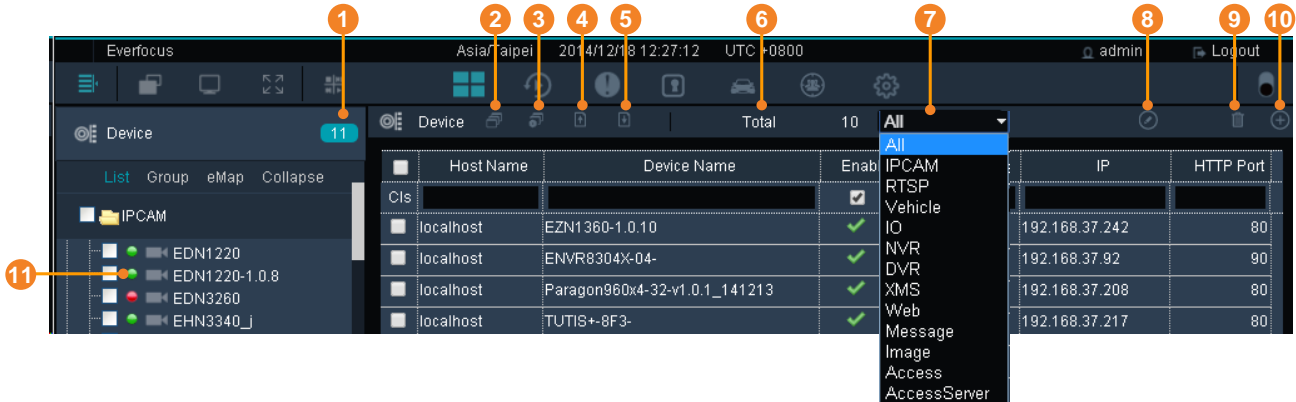 1 2 3 4 5 6 7 8 9 10
Everfocus Asia/Taipei 2014/12/18 12:27:12 UTC +0800 admin Logout
Device 11 Device Total 10 All
List Group eMap Collapse
IPCAM
EDN1220
11 EDN1220-1.0.8
EDN3260
EHN3340_j
Host Name Device Name Enabl IP HTTP Port
Cls
localhost EZN1360-1.0.10 192.168.37.242 80
localhost ENVR8304X-04- 192.168.37.92 90
localhost Paragon960x4-32-v1.0.1_141213 192.168.37.208 80
localhost TUTIS+-8F3- 192.168.37.217 80
All
IPCAM
RTSP
Vehicle
IO
NVR
DVR
XMS
Web
Message
Image
Access
AccessServer